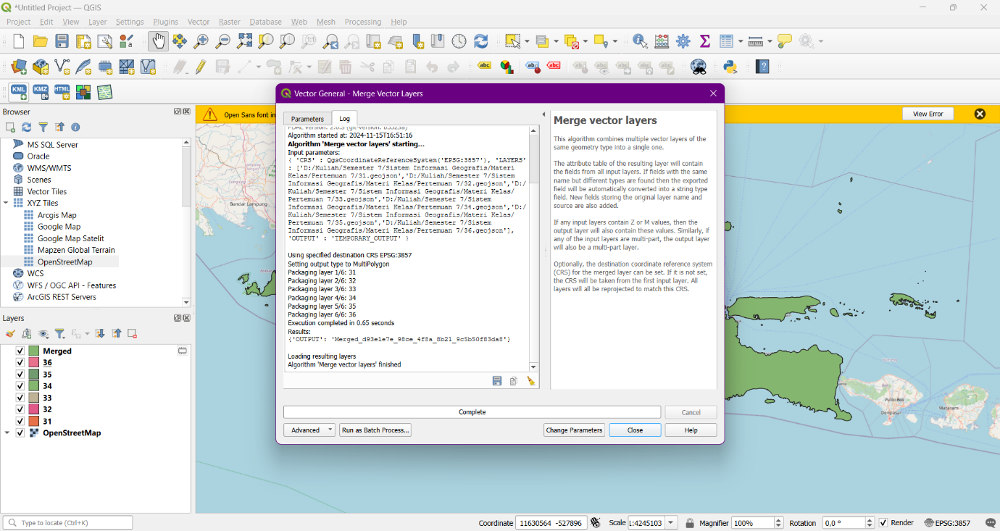 *Untitled Project — QGIS
Project Edit View Layer Settings Plugins Vector Raster Database Web Mesh Processing Help
Browser
MS SQL Server
Oracle
WMS/WMTS
Scenes
Vector Tiles
XYZ Tiles
Arcgis Map
Google Map
Google Map Satelit
Mapzen Global Terrain
OpenStreetMap
WCS
WFS / OGC API - Features
ArcGIS REST Servers
Layers
Merged
36
35
34
33
32
31
OpenStreetMap
Open Sans font in
View Error
Bandar Lampung
Vector General - Merge Vector Layers
Parameters
Log
Algorithm started at: 2024-11-15T16:51:16
Algorithm 'Merge vector layers' starting...
Input parameters:
{ 'CRS' : QgsCoordinateReferenceSystem('EPSG:3857'), 'LAYERS'
: ['D:/Kuliah/Semester 7/Sistem Informasi Geografis/Materi
Kelas/Pertemuan 7/31.geojson','D:/Kuliah/Semester 7/Sistem
Informasi Geografis/Materi Kelas/Pertemuan 7/32.geojson','D:/
Kuliah/Semester 7/Sistem Informasi Geografis/Materi Kelas/
Pertemuan 7/33.geojson','D:/Kuliah/Semester 7/Sistem
Informasi Geografis/Materi Kelas/Pertemuan 7/34.geojson','D:/
Kuliah/Semester 7/Sistem Informasi Geografis/Materi Kelas/
Pertemuan 7/35.geojson','D:/Kuliah/Semester 7/Sistem
Informasi Geografis/Materi Kelas/Pertemuan 7/36.geojson'],
'OUTPUT' : 'TEMPORARY_OUTPUT' }
Using specified destination CRS EPSG:3857
Setting output type to MultiPolygon
Packaging layer 1/6: 31
Packaging layer 2/6: 32
Packaging layer 3/6: 33
Packaging layer 4/6: 34
Packaging layer 5/6: 35
Packaging layer 6/6: 36
Execution completed in 0.65 seconds
Results:
{'OUTPUT': 'Merged_d93e1e7e_98ce_4f8a_8b21_9c5b50f83da8'}
Loading resulting layers
Algorithm 'Merge vector layers' finished
Merge vector layers
This algorithm combines multiple vector layers of the
same geometry type into a single one.
The attribute table of the resulting layer will contain
the fields from all input layers. If fields with the same
name but different types are found then the exported
field will be automatically converted into a string type
field. New fields storing the original layer name and
source are also added.
If any input layers contain Z or M values, then the
output layer will also contain these values. Similarly, if
any of the input layers are multi-part, the output layer
will also be a multi-part layer.
Optionally, the destination coordinate reference system
(CRS) for the merged layer can be set. If it is not set,
the CRS will be taken from the first input layer. All
layers will all be reprojected to match this CRS.
Complete
Cancel
Advanced
Run as Batch Process...
Change Parameters
Close
Help
Pulau Bali
Denpasar
Mataram
Type to locate (Ctrl+K)
Coordinate 11630564 -527896 Scale 1:4245103 Magnifier 100% Rotation 0,0 ° Render EPSG:3857